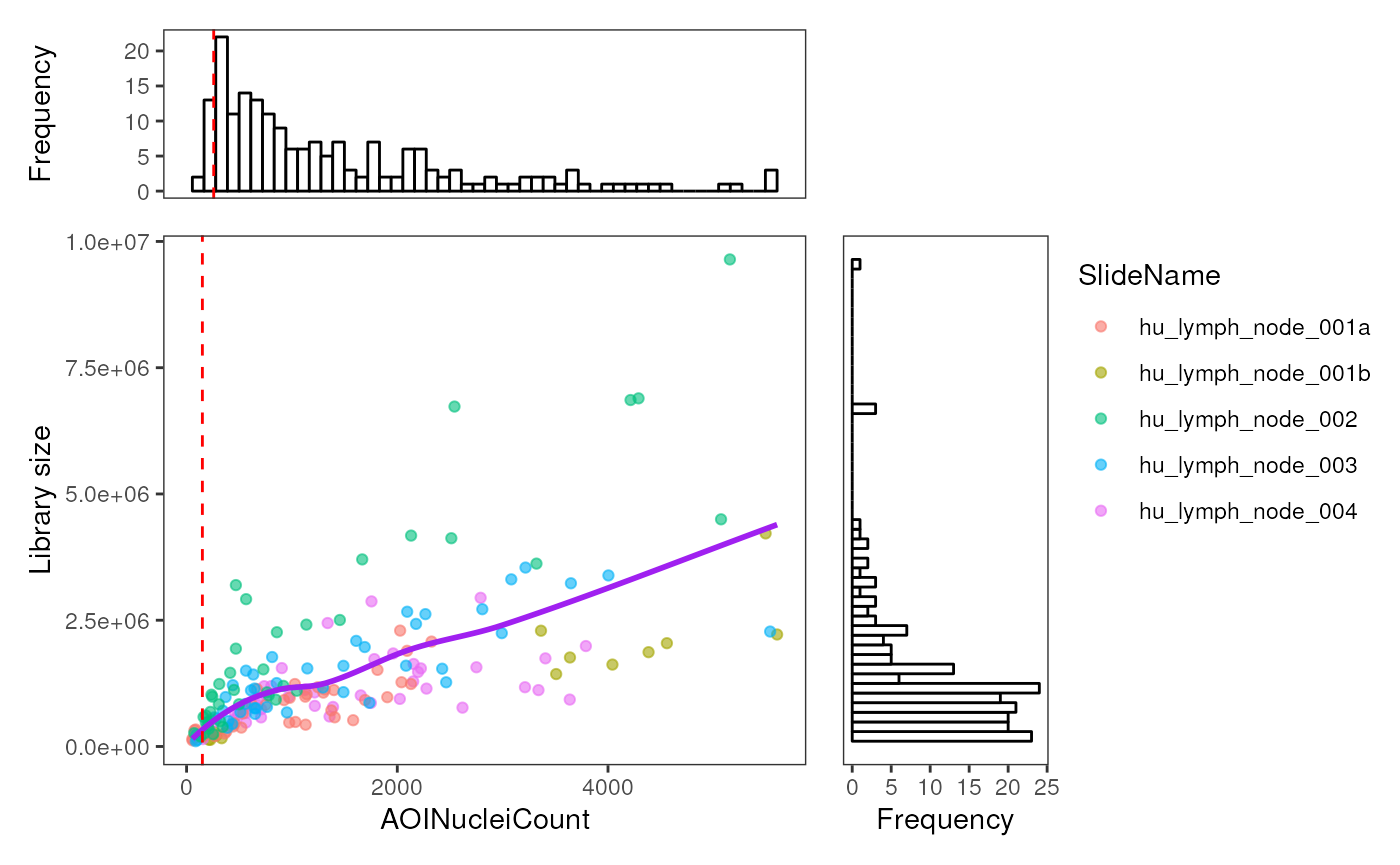 Frequency
20
15
10
5
0
Library size
1.0e+07
7.5e+06
5.0e+06
2.5e+06
0.0e+00
0 2000 4000
AOINucleiCount
0 5 10 15 20 25
Frequency
SlideName
hu_lymph_node_001a
hu_lymph_node_001b
hu_lymph_node_002
hu_lymph_node_003
hu_lymph_node_004